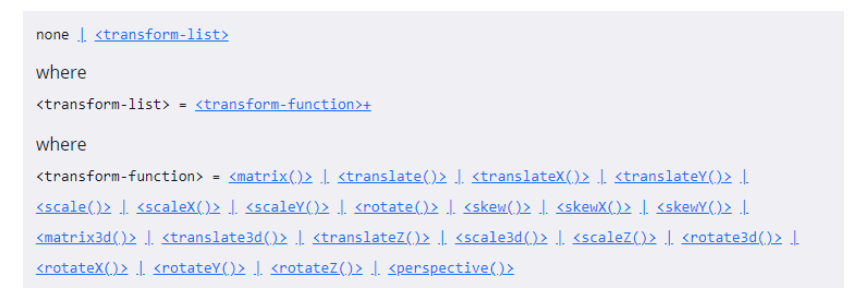 none | <transform-list>
where
<transform-list> = <transform-function>+
where
<transform-function> = <matrix()> | <translate()> | <translateX()> | <translateY()> |
<scale()> | <scaleX()> | <scaleY()> | <rotate()> | <skew()> | <skewX()> | <skewY()> |
<matrix3d()> | <translate3d()> | <translateZ()> | <scale3d()> | <scaleZ()> | <rotate3d()> |
<rotateX()> | <rotateY()> | <rotateZ()> | <perspective()>